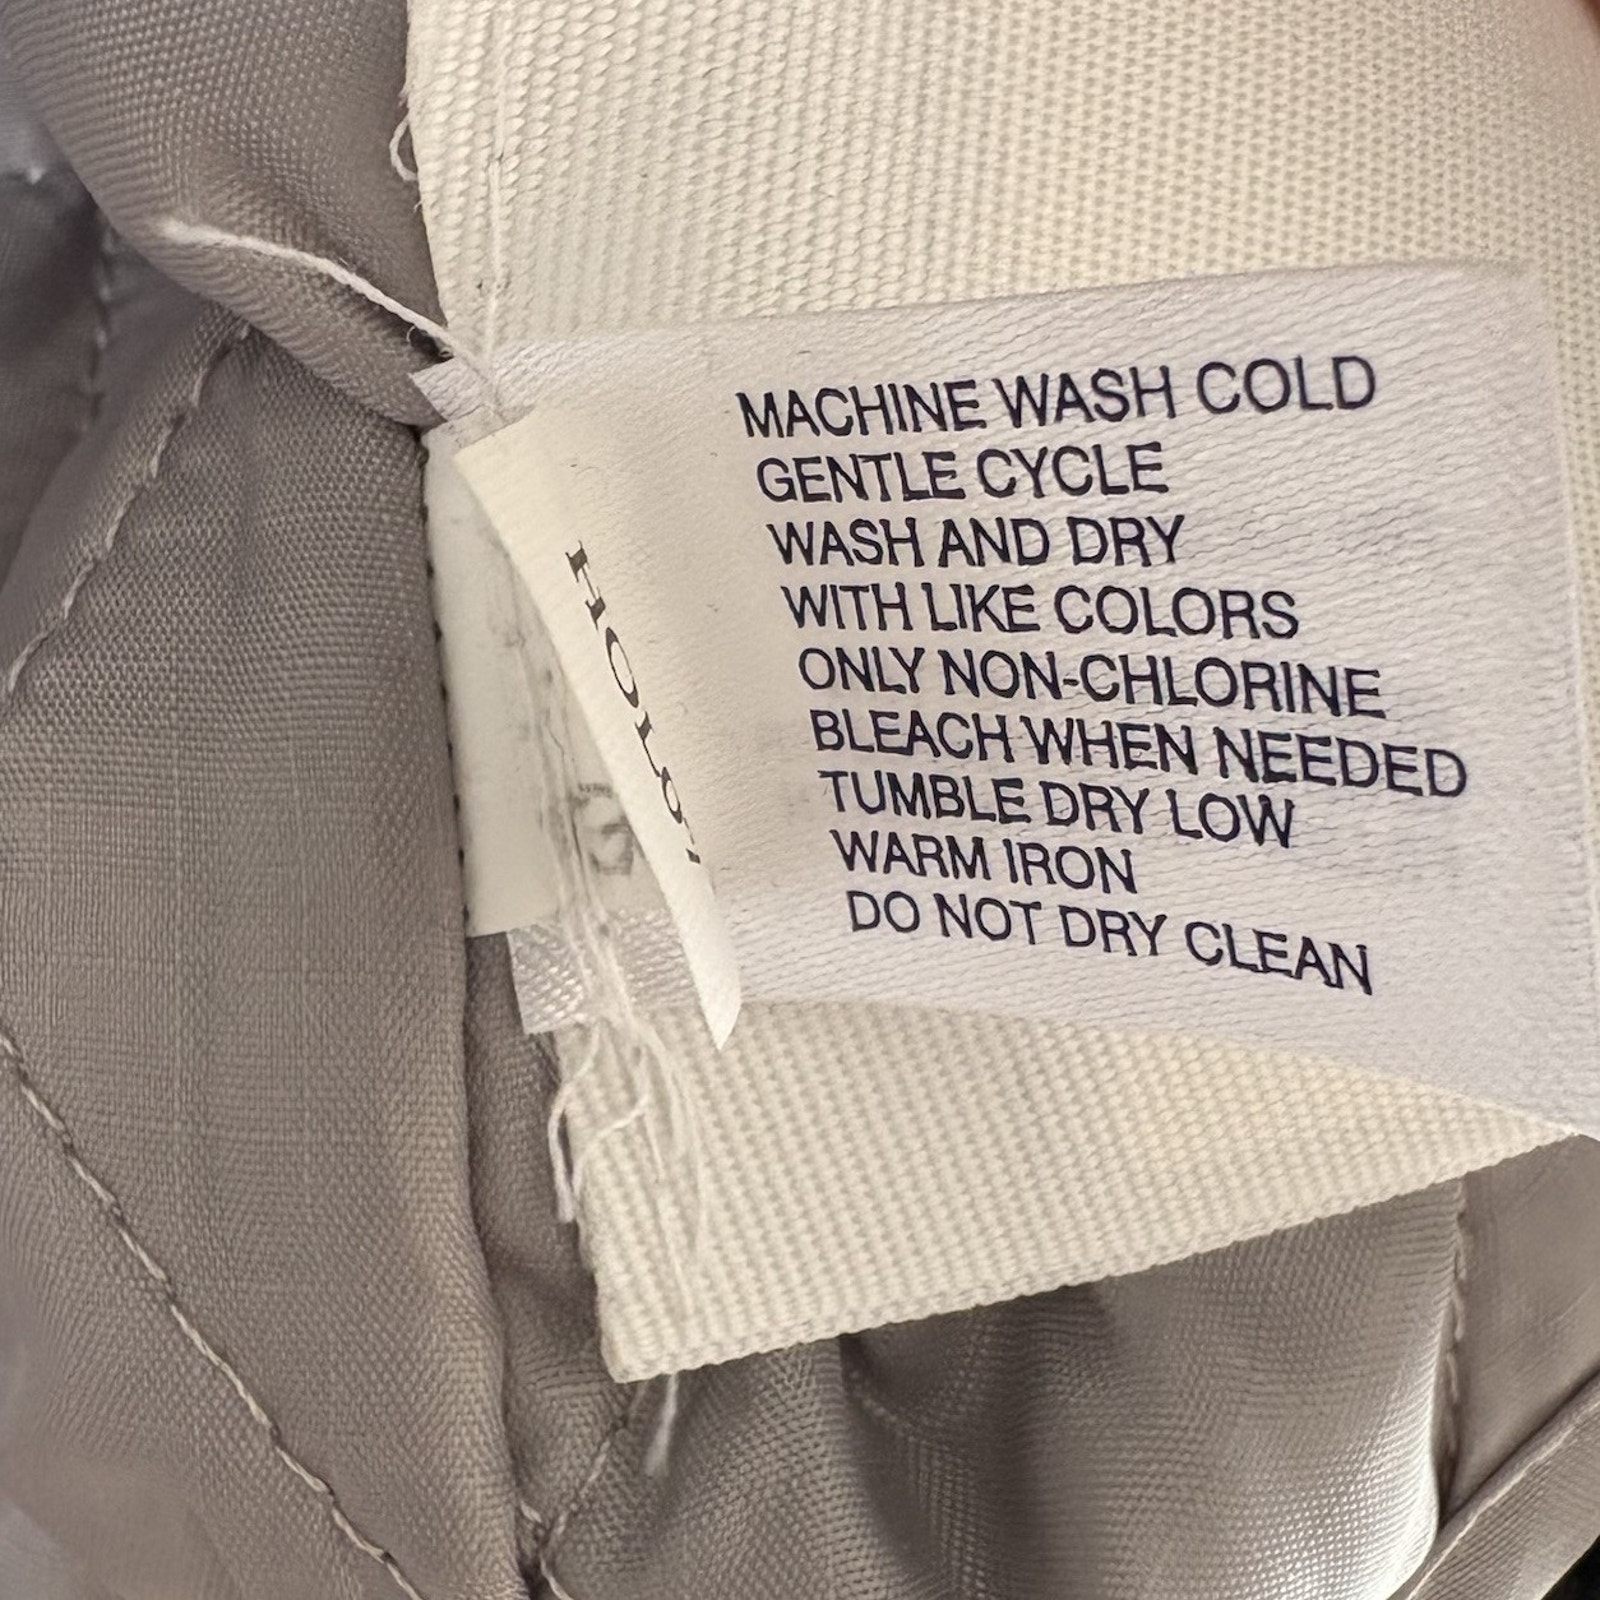 MACHINE WASH COLD
GENTLE CYCLE
WASH AND DRY
WITH LIKE COLORS
ONLY NON-CHLORINE
BLEACH WHEN NEEDED
TUMBLE DRY LOW
WARM IRON
DO NOT DRY CLEAN